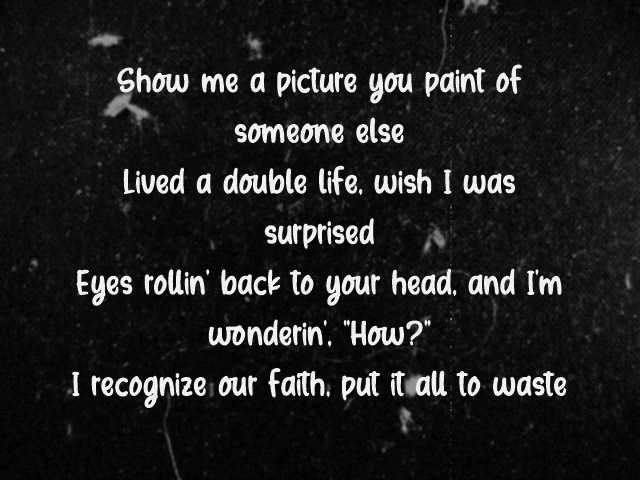 Show me a picture you paint of
someone else
Lived a double life, wish I was
surprised
Eyes rollin' back to your head, and I'm
wonderin', "How?"
I recognize our faith, put it all to waste